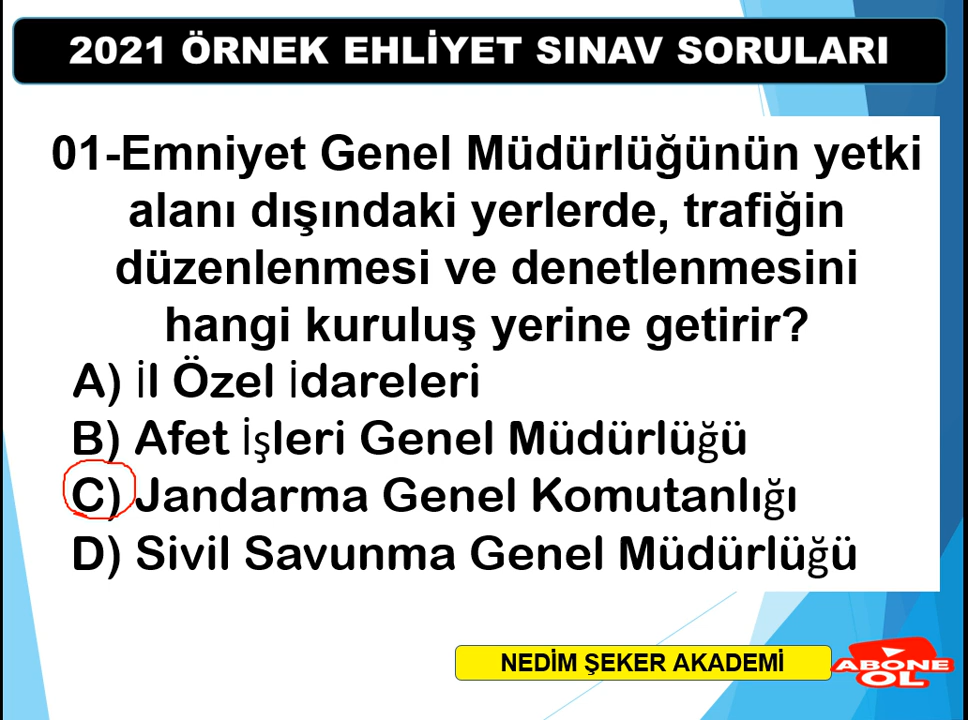 2021 ÖRNEK EHLİYET SINAV SORULARI
01-Emniyet Genel Müdürlüğünün yetki
alanı dışındaki yerlerde, trafiğin
düzenlenmesi ve denetlenmesini
hangi kuruluş yerine getirir?
A) İl Özel İdareleri
B) Afet İşleri Genel Müdürlüğü
C) Jandarma Genel Komutanlığı
D) Sivil Savunma Genel Müdürlüğü
NEDİM ŞEKER AKADEMİ
ABONE
OL